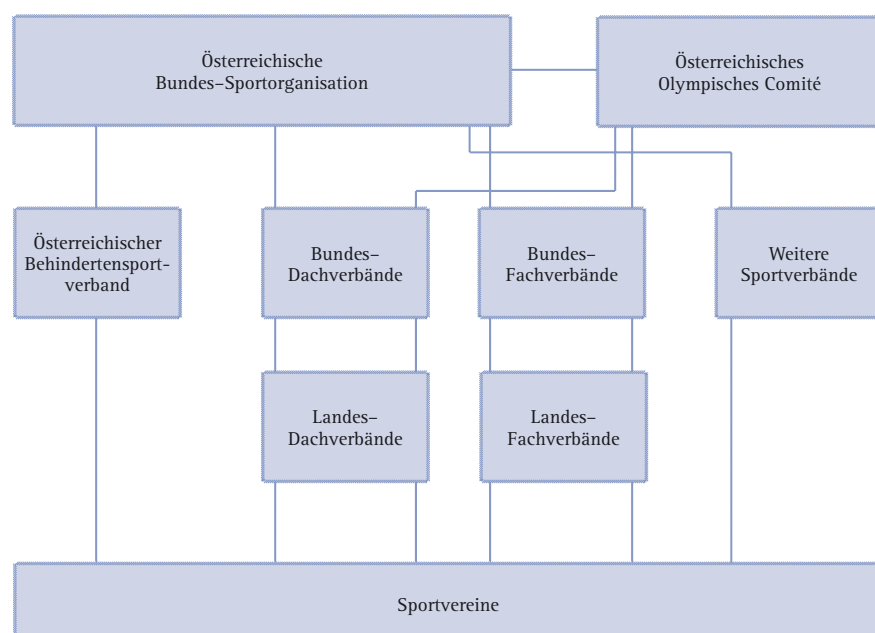 Österreichische
Bundes–Sportorganisation
Österreichisches
Olympisches Comité
Österreichischer
Behindertensport-
verband
Bundes–
Dachverbände
Bundes–
Fachverbände
Weitere
Sportverbände
Landes–
Dachverbände
Landes–
Fachverbände
Sportvereine